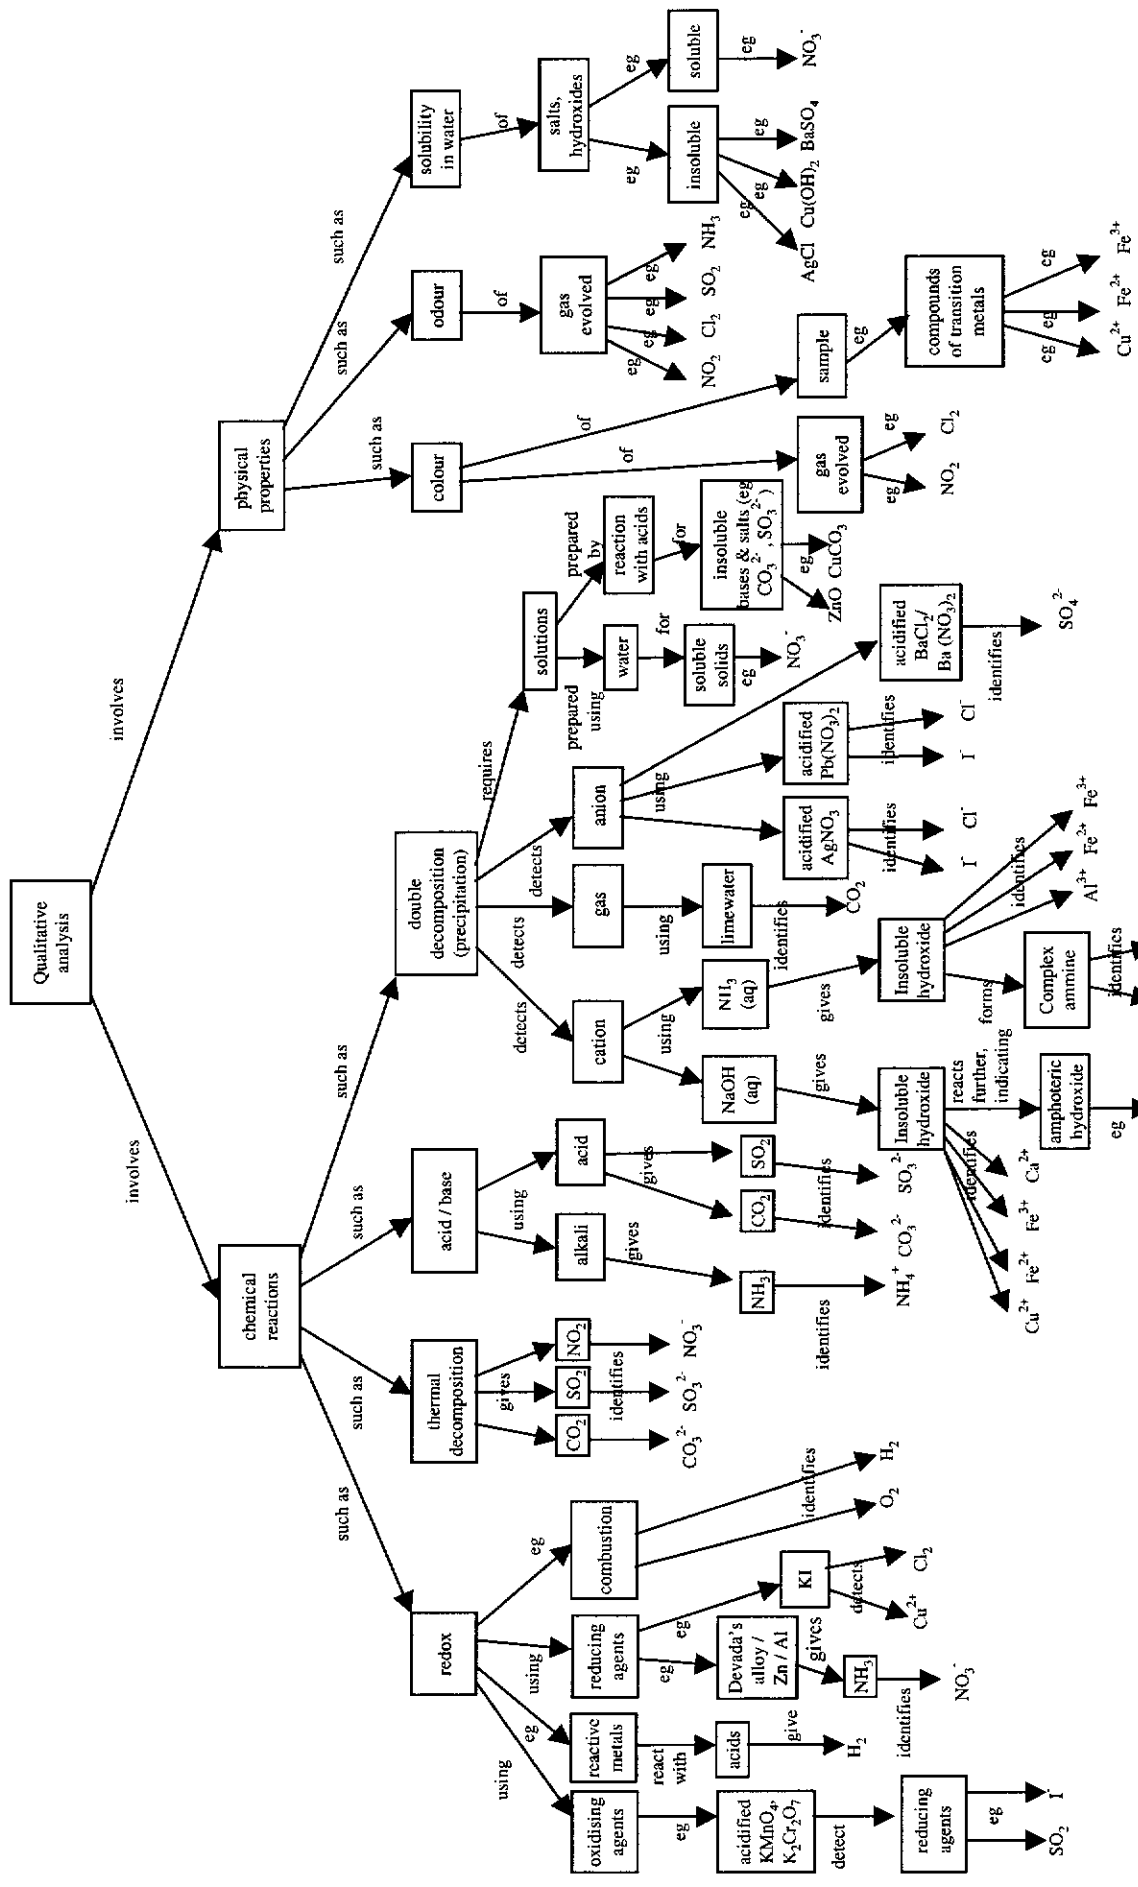 Qualitative
analysis
involves
involves
chemical
reactions
physical
properties
such as
such as
such as
such as
such as
such as
such as
redox
thermal
decomposition
acid / base
double
decomposition
(precipitation)
colour
odour
solubility
in water
using
eg
using
eg
oxidising
agents
reactive
metals
reducing
agents
combustion
eg
acidified
KMnO₄,
K₂Cr₂O₇
detect
reducing
agents
eg
SO₂
I⁻
react
with
acids
give
H₂
eg
eg
Devada's
alloy /
Zn / Al
gives
NH₃
identifies
NO₃⁻
KI
detects
Cu²⁺
Cl₂
identifies
O₂
H₂
gives
CO₂
SO₂
NO₂
identifies
CO₃²⁻
SO₃²⁻
NO₃⁻
using
alkali
acid
gives
gives
NH₃
CO₂
SO₂
identifies
identifies
NH₄⁺
CO₃²⁻
SO₃²⁻
detects
detects
detects
requires
cation
gas
anion
solutions
using
NaOH
(aq)
NH₃
(aq)
gives
gives
Insoluble
hydroxide
identifies
Cu²⁺
Fe²⁺
Fe³⁺
Ca²⁺
reacts
further,
indicating
amphoteric
hydroxide
eg
Insoluble
hydroxide
forms
Complex
ammine
identifies
identifies
Al³⁺
Fe²⁺
Fe³⁺
using
limewater
identifies
CO₂
using
acidified
AgNO₃
identifies
I⁻
Cl⁻
acidified
Pb(NO₃)₂
identifies
I⁻
Cl⁻
acidified
BaCl₂/
Ba (NO₃)₂
identifies
SO₄²⁻
prepared
using
water
for
soluble
solids
eg
NO₃⁻
prepared
by
reaction
with acids
for
insoluble
bases & salts (eg
CO₃²⁻, SO₃²⁻)
eg
ZnO
CuCO₃
of
of
gas
evolved
eg
eg
NO₂
Cl₂
sample
eg
compounds
of transition
metals
eg
eg
eg
Cu²⁺
Fe²⁺
Fe³⁺
of
gas
evolved
eg
eg
eg
eg
NO₂
Cl₂
SO₂
NH₃
of
salts,
hydroxides
eg
eg
insoluble
soluble
eg
eg
eg
eg
AgCl
Cu(OH)₂
BaSO₄
NO₃⁻